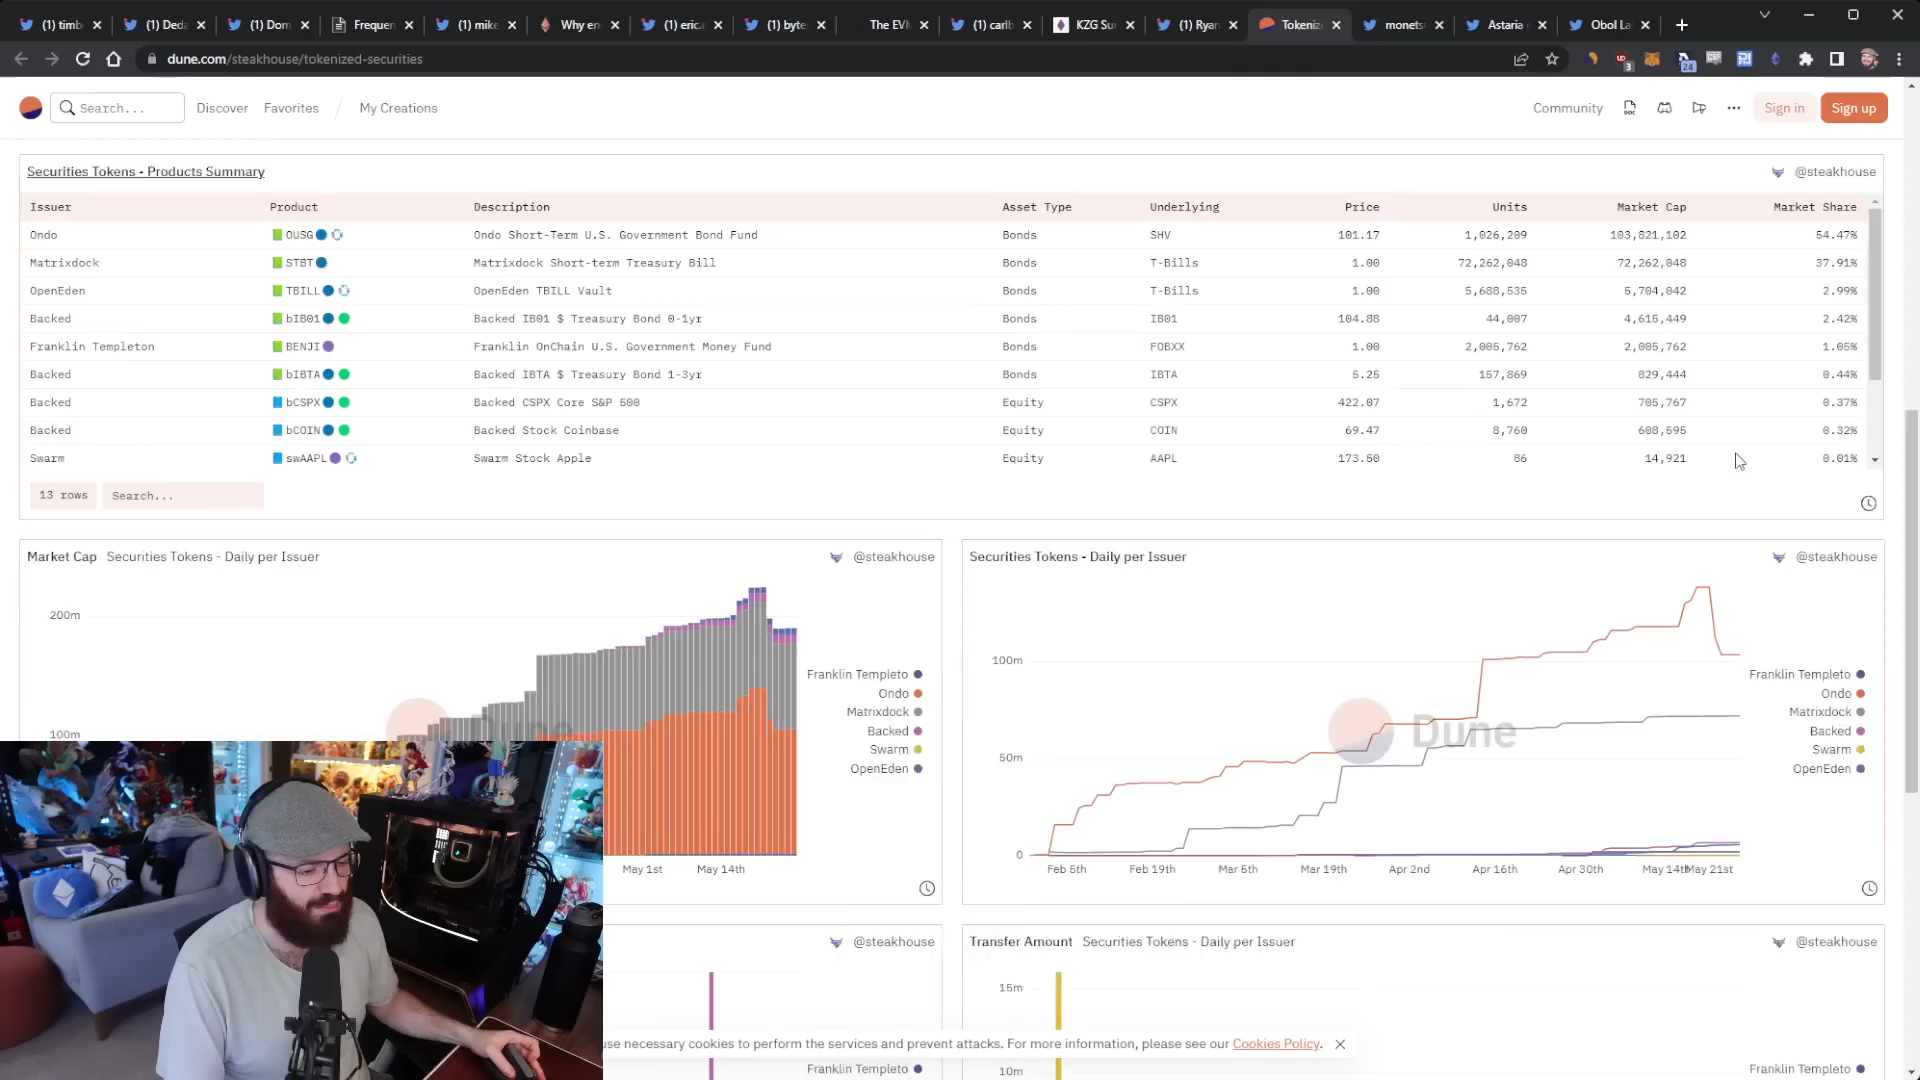 (1) timb
(1) Deda
(1) Dom
Frequen
(1) mike.
Why en
(1) eric.e
(1) byte
The EVM
(1) carlb
KZG Su
(1) Ryan
Tokeniz
monets
Astaria
Obol La
dune.com/steakhouse/tokenized-securities
3
24
Search...
Discover
Favorites
My Creations
Community
Sign in
Sign up
Securities Tokens - Products Summary
@steakhouse
Issuer Product Description Asset Type Underlying Price Units Market Cap Market Share
Ondo OUSG Ondo Short-Term U.S. Government Bond Fund Bonds SHV 101.17 1,026,209 103,821,102 54.47%
Matrixdock STBT Matrixdock Short-term Treasury Bill Bonds T-Bills 1.00 72,262,048 72,262,048 37.91%
OpenEden TBILL OpenEden TBILL Vault Bonds T-Bills 1.00 5,688,535 5,704,042 2.99%
Backed bIB01 Backed IB01 $ Treasury Bond 0-1yr Bonds IB01 104.88 44,007 4,615,449 2.42%
Franklin Templeton BENJI Franklin OnChain U.S. Government Money Fund Bonds FOBXX 1.00 2,005,762 2,005,762 1.05%
Backed bIBTA Backed IBTA $ Treasury Bond 1-3yr Bonds IBTA 5.25 157,869 829,444 0.44%
Backed bCSPX Backed CSPX Core S&P 500 Equity CSPX 422.07 1,672 705,767 0.37%
Backed bCOIN Backed Stock Coinbase Equity COIN 69.47 8,760 608,595 0.32%
Swarm swAAPL Swarm Stock Apple Equity AAPL 173.50 86 14,921 0.01%
13 rows
Search...
Market Cap Securities Tokens - Daily per Issuer
@steakhouse
200m
100m
Dune
Franklin Templeto
Ondo
Matrixdock
Backed
Swarm
OpenEden
May 1st
May 14th
Securities Tokens - Daily per Issuer
@steakhouse
100m
50m
0
Dune
Franklin Templeto
Ondo
Matrixdock
Backed
Swarm
OpenEden
Feb 5th
Feb 19th
Mar 5th
Mar 19th
Apr 2nd
Apr 16th
Apr 30th
May 14th
May 21st
@steakhouse
Franklin Templeto
Transfer Amount Securities Tokens - Daily per Issuer
@steakhouse
15m
10m
Franklin Templeto
use necessary cookies to perform the services and prevent attacks. For more information, please see our Cookies Policy.